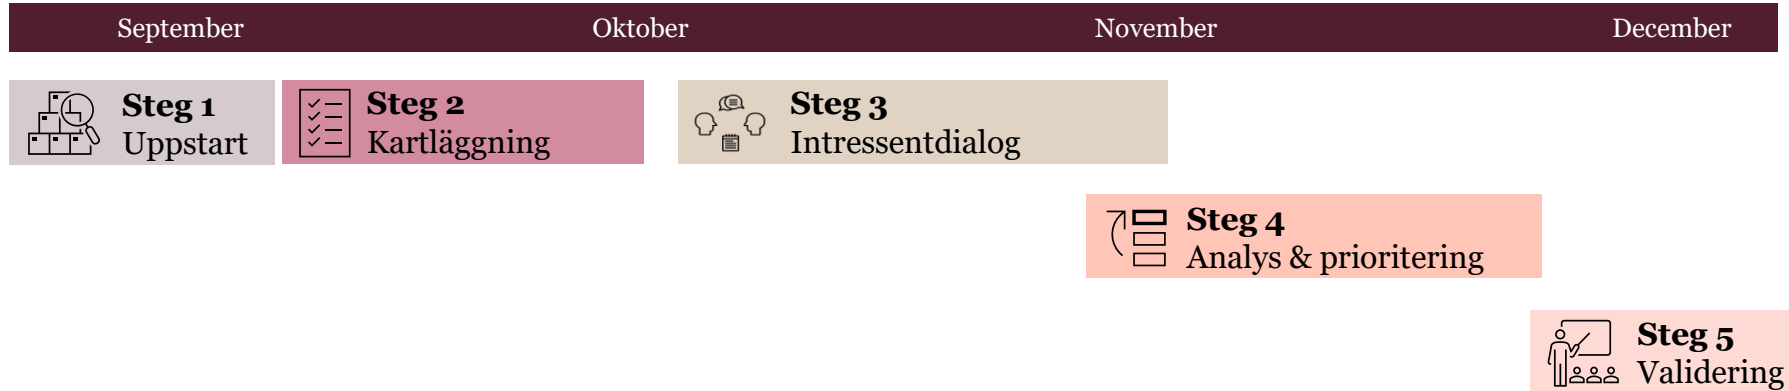 September Oktober November December
Steg 1
Uppstart
Steg 2
Kartläggning
Steg 3
Intressentdialog
Steg 4
Analys & prioritering
Steg 5
Validering